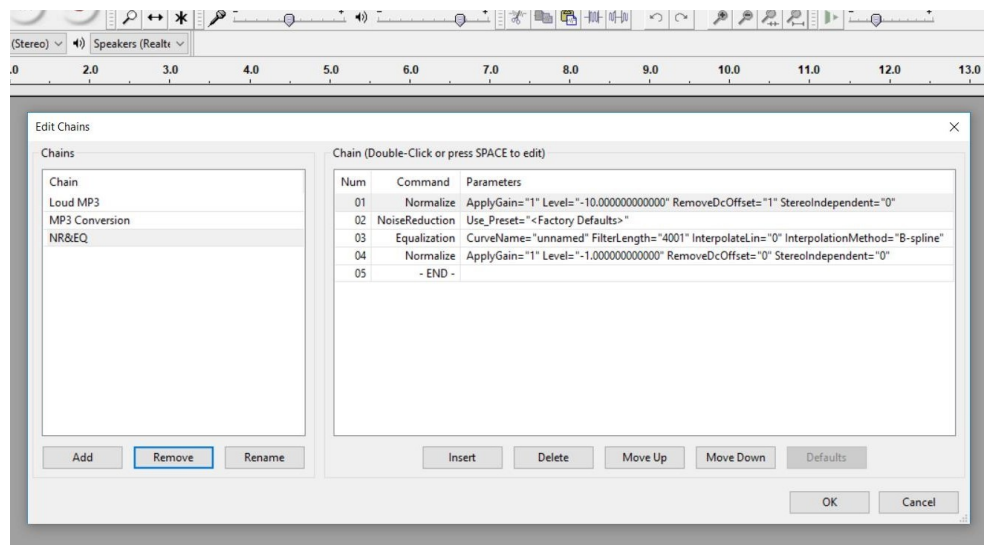 (Stereo) Speakers (Realte
.0 2.0 3.0 4.0 5.0 6.0 7.0 8.0 9.0 10.0 11.0 12.0 13.0
Edit Chains
Chains
Chain
Loud MP3
MP3 Conversion
NR&EQ
Add Remove Rename
Chain (Double-Click or press SPACE to edit)
Num Command Parameters
01 Normalize ApplyGain="1" Level="-10.000000000000" RemoveDcOffset="1" StereoIndependent="0"
02 NoiseReduction Use_Preset="<Factory Defaults>"
03 Equalization CurveName="unnamed" FilterLength="4001" InterpolateLin="0" InterpolationMethod="B-spline"
04 Normalize ApplyGain="1" Level="-1.000000000000" RemoveDcOffset="0" StereoIndependent="0"
05 - END -
Insert Delete Move Up Move Down Defaults
OK Cancel